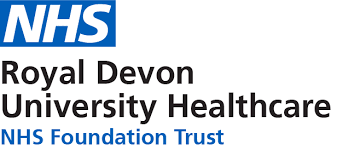 NHS
Royal Devon
University Healthcare
NHS Foundation Trust